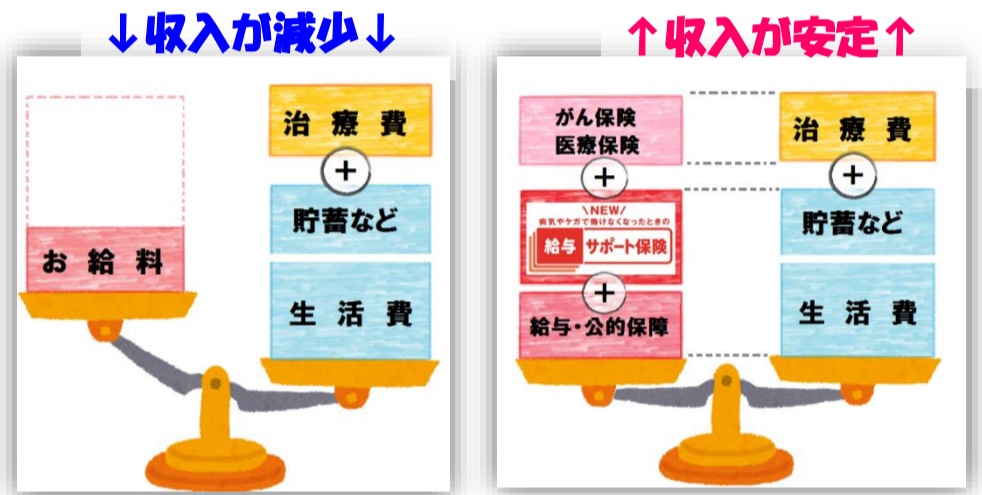 ↓収入が減少↓
治療費
+
貯蓄など
お給料
生活費
↑収入が安定↑
がん保険
医療保険
+
\NEW/
病気やケガで働けなくなったときの
給与サポート保険
+
給与・公的保障
治療費
+
貯蓄など
生活費